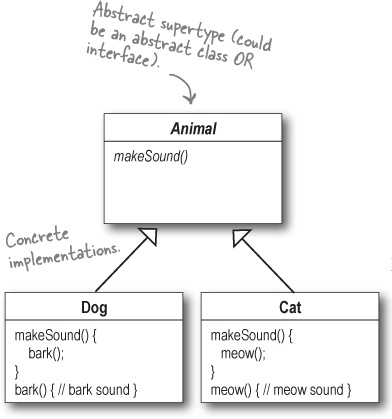 Abstract supertype (could
be an abstract class OR
interface).
Animal
makeSound()
Concrete
implementations.
Dog
makeSound() {
bark();
}
bark() { // bark sound }
Cat
makeSound() {
meow();
}
meow() { // meow sound }